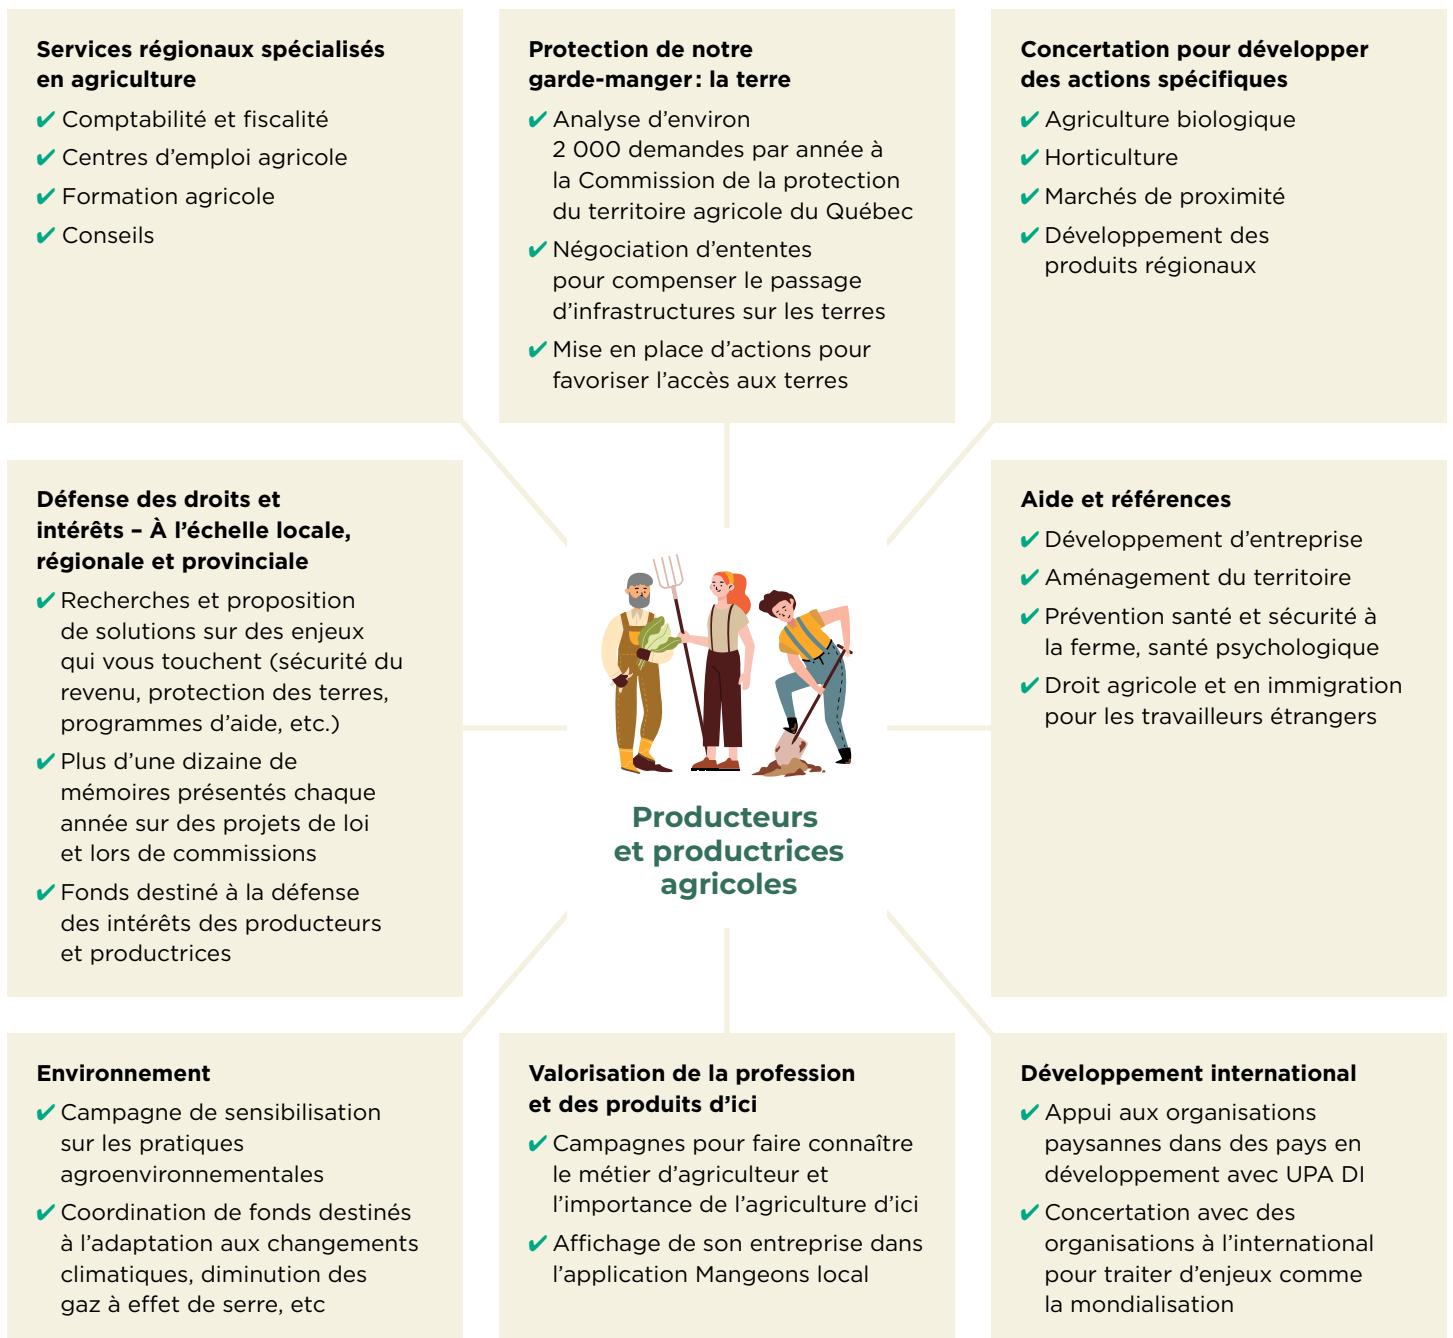 Services régionaux spécialisés
en agriculture
✔ Comptabilité et fiscalité
✔ Centres d’emploi agricole
✔ Formation agricole
✔ Conseils
Protection de notre
garde-manger : la terre
✔ Analyse d’environ
2 000 demandes par année à
la Commission de la protection
du territoire agricole du Québec
✔ Négociation d’ententes
pour compenser le passage
d’infrastructures sur les terres
✔ Mise en place d’actions pour
favoriser l’accès aux terres
Concertation pour développer
des actions spécifiques
✔ Agriculture biologique
✔ Horticulture
✔ Marchés de proximité
✔ Développement des
produits régionaux
Défense des droits et
intérêts – À l’échelle locale,
régionale et provinciale
✔ Recherches et proposition
de solutions sur des enjeux
qui vous touchent (sécurité du
revenu, protection des terres,
programmes d’aide, etc.)
✔ Plus d’une dizaine de
mémoires présentés chaque
année sur des projets de loi
et lors de commissions
✔ Fonds destiné à la défense
des intérêts des producteurs
et productrices
Producteurs
et productrices
agricoles
Aide et références
✔ Développement d’entreprise
✔ Aménagement du territoire
✔ Prévention santé et sécurité à
la ferme, santé psychologique
✔ Droit agricole et en immigration
pour les travailleurs étrangers
Environnement
✔ Campagne de sensibilisation
sur les pratiques
agroenvironnementales
✔ Coordination de fonds destinés
à l’adaptation aux changements
climatiques, diminution des
gaz à effet de serre, etc
Valorisation de la profession
et des produits d’ici
✔ Campagnes pour faire connaître
le métier d’agriculteur et
l’importance de l’agriculture d’ici
✔ Affichage de son entreprise dans
l’application Mangeons local
Développement international
✔ Appui aux organisations
paysannes dans des pays en
développement avec UPA DI
✔ Concertation avec des
organisations à l’international
pour traiter d’enjeux comme
la mondialisation